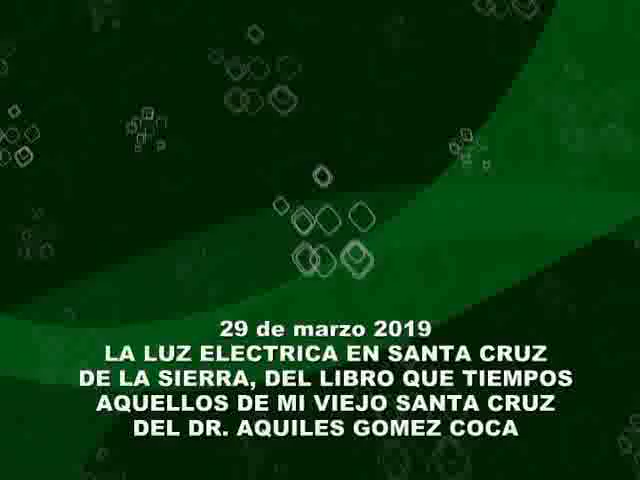 29 de marzo 2019
LA LUZ ELECTRICA EN SANTA CRUZ
DE LA SIERRA, DEL LIBRO QUE TIEMPOS
AQUELLOS DE MI VIEJO SANTA CRUZ
DEL DR. AQUILES GOMEZ COCA